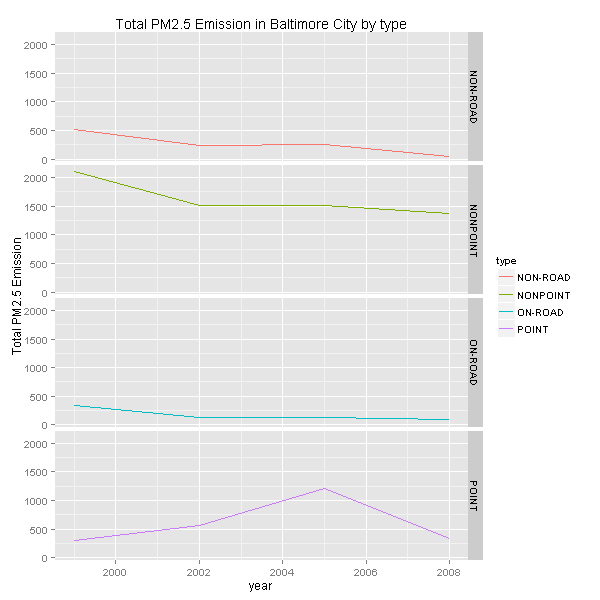 Total PM2.5 Emission in Baltimore City by type
Total PM2.5 Emission
2000
1500
1000
500
0
NON-ROAD
2000
1500
1000
500
0
NONPOINT
2000
1500
1000
500
0
ON-ROAD
2000
1500
1000
500
0
POINT
2000
2002
2004
2006
2008
year
type
NON-ROAD
NONPOINT
ON-ROAD
POINT